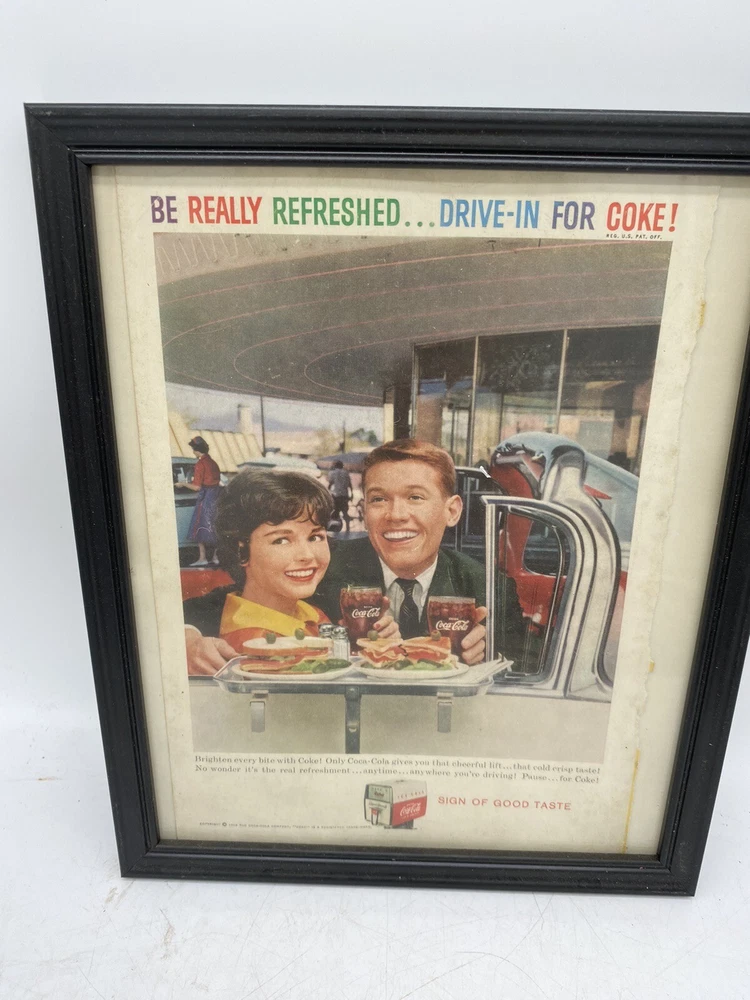 BE REALLY REFRESHED...DRIVE-IN FOR COKE!
REG. U.S. PAT. OFF.
Coca-Cola
Coca-Cola
Brighten every bite with Coke! Only Coca-Cola gives you that cheerful lift...that cold crisp taste!
No wonder it's the real refreshment...anytime...anywhere you're driving! Pause...for Coke!
Coca-Cola
SIGN OF GOOD TASTE